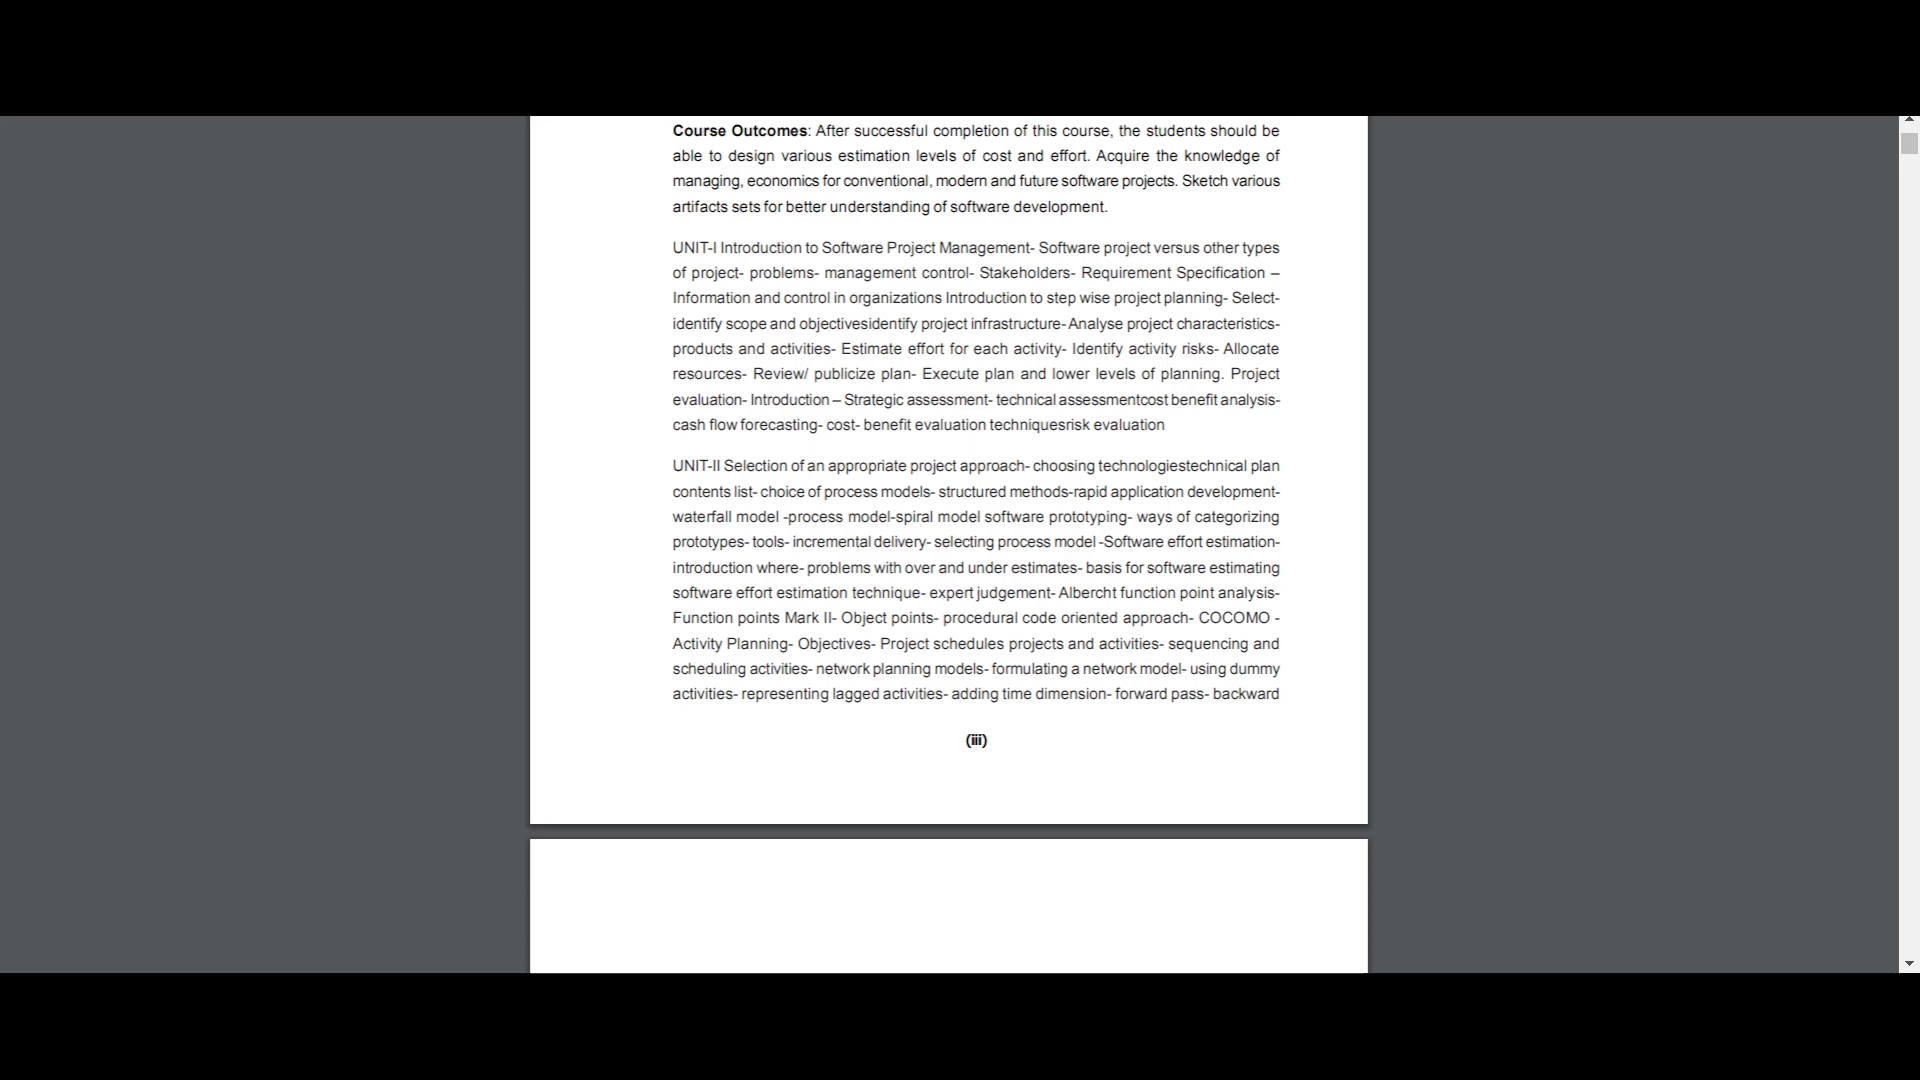 Course Outcomes: After successful completion of this course, the students should be
able to design various estimation levels of cost and effort. Acquire the knowledge of
managing, economics for conventional, modern and future software projects. Sketch various
artifacts sets for better understanding of software development.
UNIT-I Introduction to Software Project Management- Software project versus other types
of project- problems- management control- Stakeholders- Requirement Specification –
Information and control in organizations Introduction to step wise project planning- Select-
identify scope and objectivesidentify project infrastructure- Analyse project characteristics-
products and activities- Estimate effort for each activity- Identify activity risks- Allocate
resources- Review/ publicize plan- Execute plan and lower levels of planning. Project
evaluation- Introduction – Strategic assessment- technical assessmentcost benefit analysis-
cash flow forecasting- cost- benefit evaluation techniquesrisk evaluation
UNIT-II Selection of an appropriate project approach- choosing technologiestechnical plan
contents list- choice of process models- structured methods-rapid application development-
waterfall model -process model-spiral model software prototyping- ways of categorizing
prototypes- tools- incremental delivery- selecting process model -Software effort estimation-
introduction where- problems with over and under estimates- basis for software estimating
software effort estimation technique- expert judgement- Albercht function point analysis-
Function points Mark II- Object points- procedural code oriented approach- COCOMO -
Activity Planning- Objectives- Project schedules projects and activities- sequencing and
scheduling activities- network planning models- formulating a network model- using dummy
activities- representing lagged activities- adding time dimension- forward pass- backward
(iii)